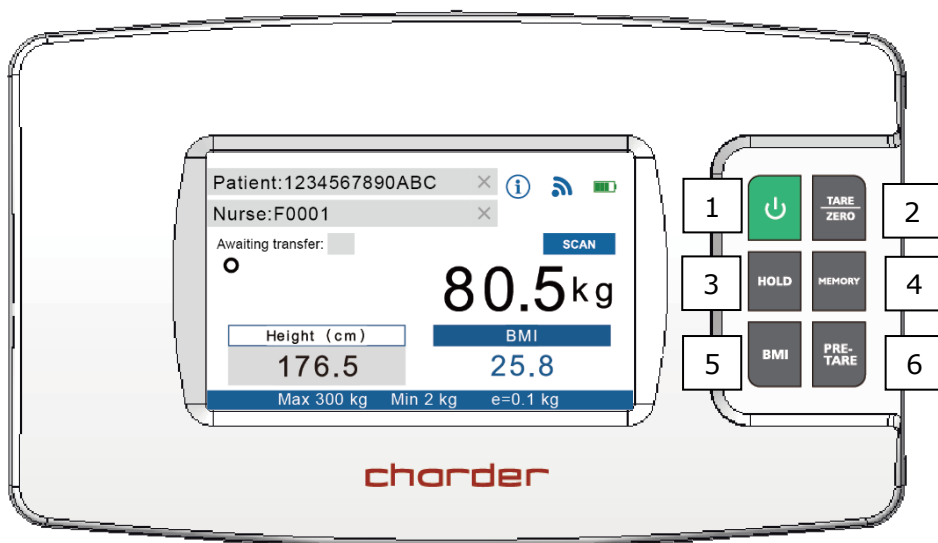 Patient:1234567890ABC ×
Nurse:F0001 ×
Awaiting transfer:
SCAN
80.5kg
Height (cm)
176.5
BMI
25.8
Max 300 kg Min 2 kg e=0.1 kg
charder
1
TARE
ZERO
2
3
HOLD
MEMORY
4
5
BMI
PRE-
TARE
6